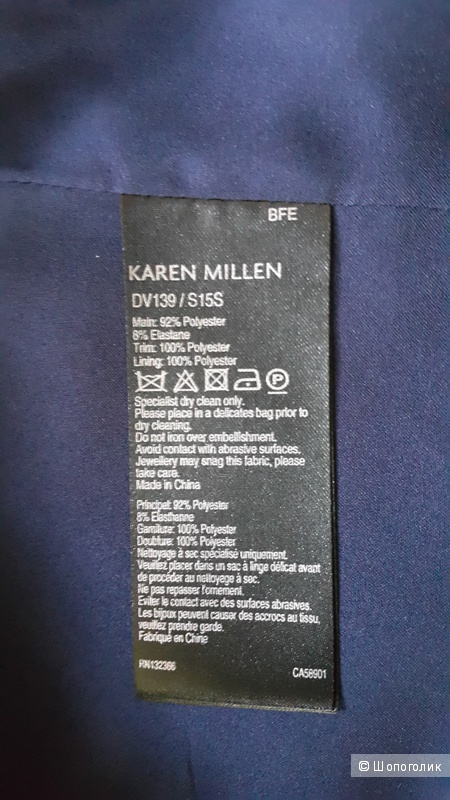 BFE
KAREN MILLEN
DV139 / S15S
Main: 92% Polyester
8% Elastane
Trim: 100% Polyester
Lining: 100% Polyester
P
Specialist dry clean only.
Please place in a delicates bag prior to
dry cleaning.
Do not iron over embellishment.
Avoid contact with abrasive surfaces.
Jewellery may snag this fabric, please
take care.
Made in China
Principal: 92% Polyester
8% Elasthanne
Garniture: 100% Polyester
Doublure: 100% Polyester
Nettoyage à sec spécialisé uniquement.
Veuillez placer dans un sac à linge délicat avant
de procéder au nettoyage à sec.
Ne pas repasser l'ornement.
Eviter le contact avec des surfaces abrasives.
Les bijoux peuvent causer des accrocs au tissu,
veuillez prendre garde.
Fabriqué en Chine
RN132366
CA58901
© Шопоголик